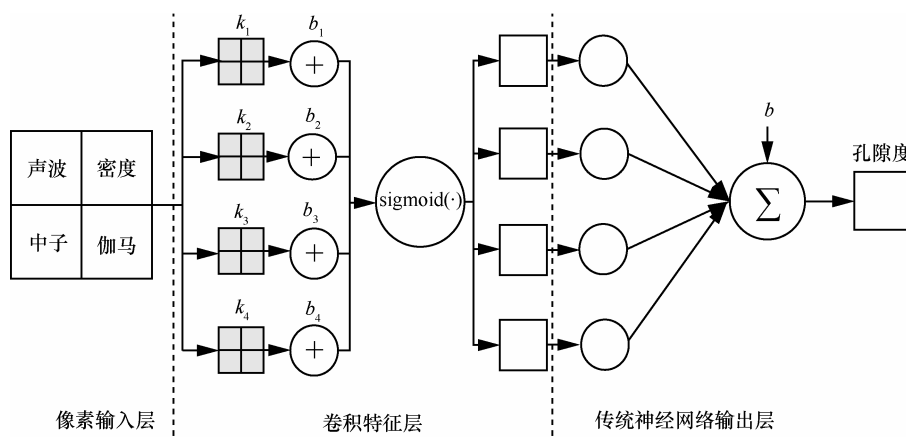 k1
b1
+
k2
b2
+
声波 密度
中子 伽马
k3
b3
+
k4
b4
+
sigmoid(·)
b
∑
孔隙度
像素输入层
卷积特征层
传统神经网络输出层